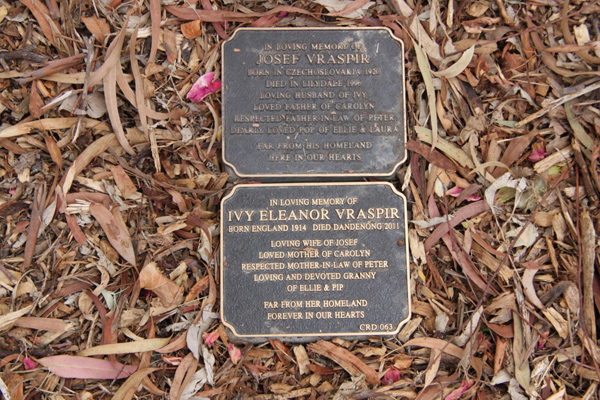 IN LOVING MEMORY OF
JOSEF VRASPIR
BORN IN CZECHOSLOVAKIA
DIED IN LILYDALE 1996
LOVING HUSBAND OF IVY
LOVED FATHER OF CAROLYN
RESPECTED FATHER-IN-LAW OF PETER
DEARLY LOVED POP OF ELLIE & LAURA
FAR FROM HIS HOMELAND
HERE IN OUR HEARTS
IN LOVING MEMORY OF
IVY ELEANOR VRASPIR
BORN ENGLAND 1914 DIED DANDENONG 2011
LOVING WIFE OF JOSEF
LOVED MOTHER OF CAROLYN
RESPECTED MOTHER-IN-LAW OF PETER
LOVING AND DEVOTED GRANNY
OF ELLIE & PIP
FAR FROM HER HOMELAND
FOREVER IN OUR HEARTS
CRD 063